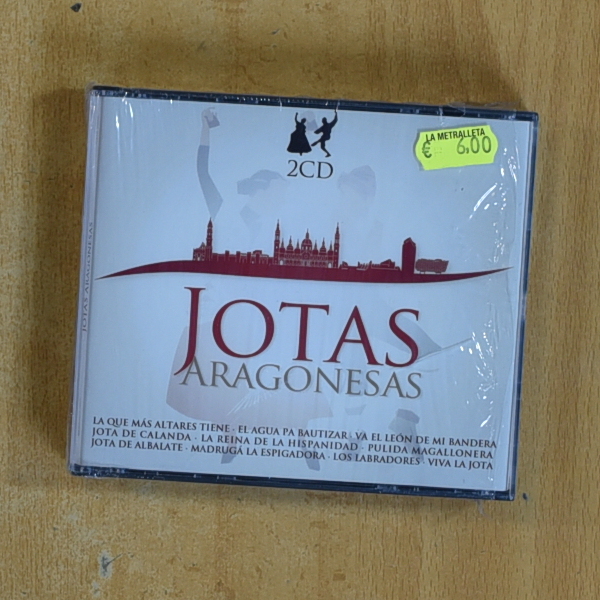 2CD
LA METRALLETA
€ 6,00
JOTAS
ARAGONESAS
LA QUE MÁS ALTARES TIENE · EL AGUA PA BAUTIZAR · VA EL LEÓN DE MI BANDERA
JOTA DE CALANDA · LA REINA DE LA HISPANIDAD · PULIDA MAGALLONERA
JOTA DE ALBALATE · MADRUGÁ LA ESPIGADORA · LOS LABRADORES · VIVA LA JOTA
JOTAS ARAGONESAS